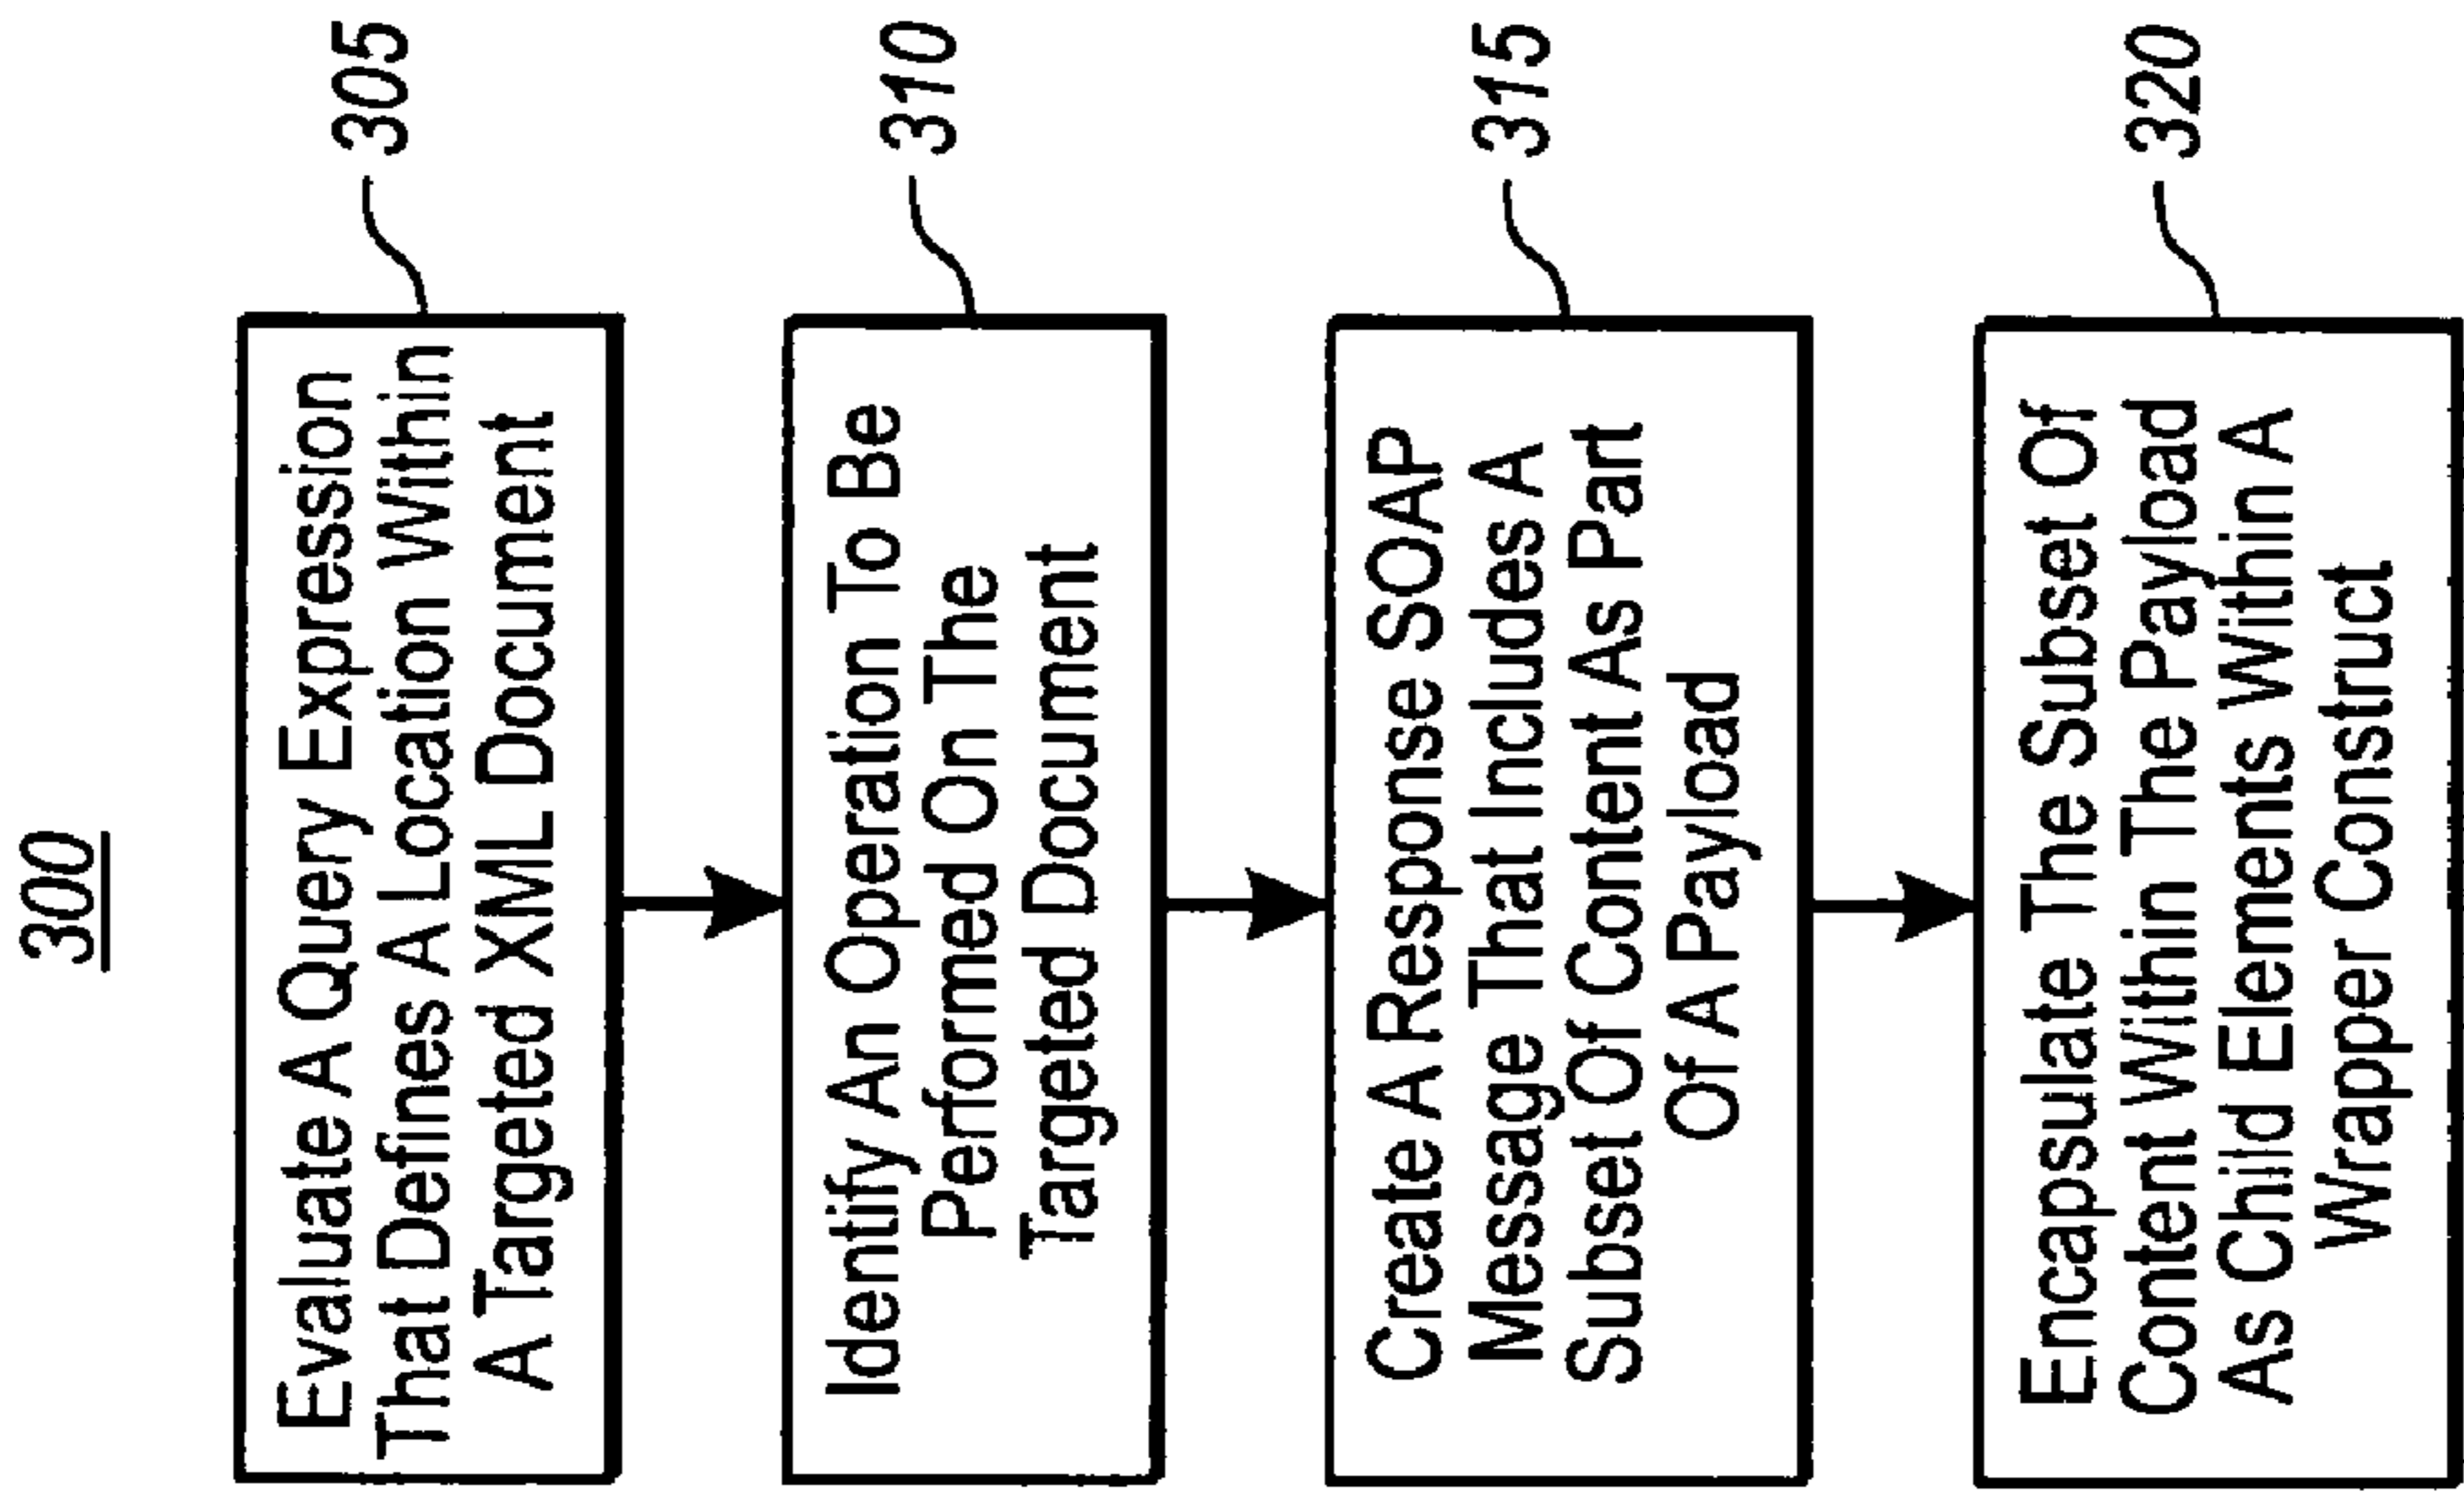 300
Evaluate A Query Expression
That Defines A Location Within
A Targeted XML Document
305
Identify An Operation To Be
Performed On The
Targeted Document
310
Create A Response SOAP
Message That Includes A
Subset Of Content As Part
Of A Payload
315
Encapsulate The Subset Of
Content Within The Payload
As Child Elements Within A
Wrapper Construct
320